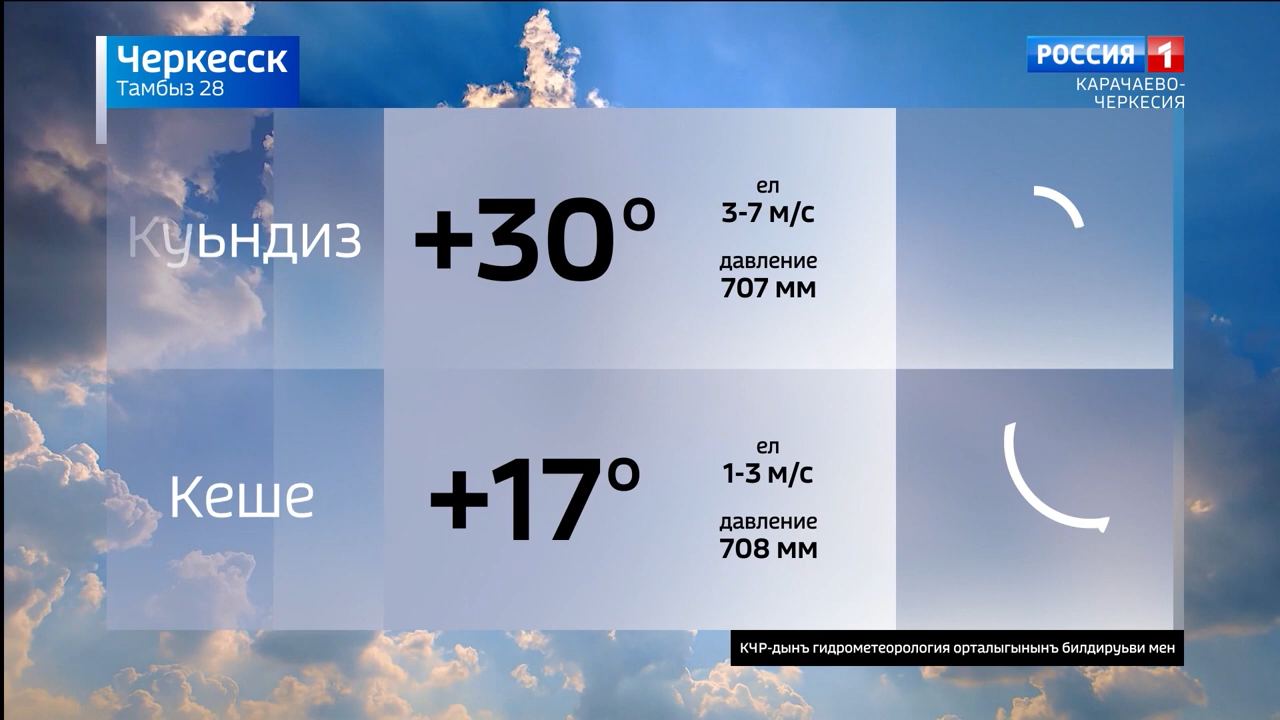 Черкесск
Тамбыз 28
РОССИЯ 1
КАРАЧАЕВО-
ЧЕРКЕСИЯ
Куьндиз
+30°
ел
3-7 м/с
давление
707 мм
Кеше
+17°
ел
1-3 м/с
давление
708 мм
КЧР-дынъ гидрометеорология орталыгынынъ билдируьви мен